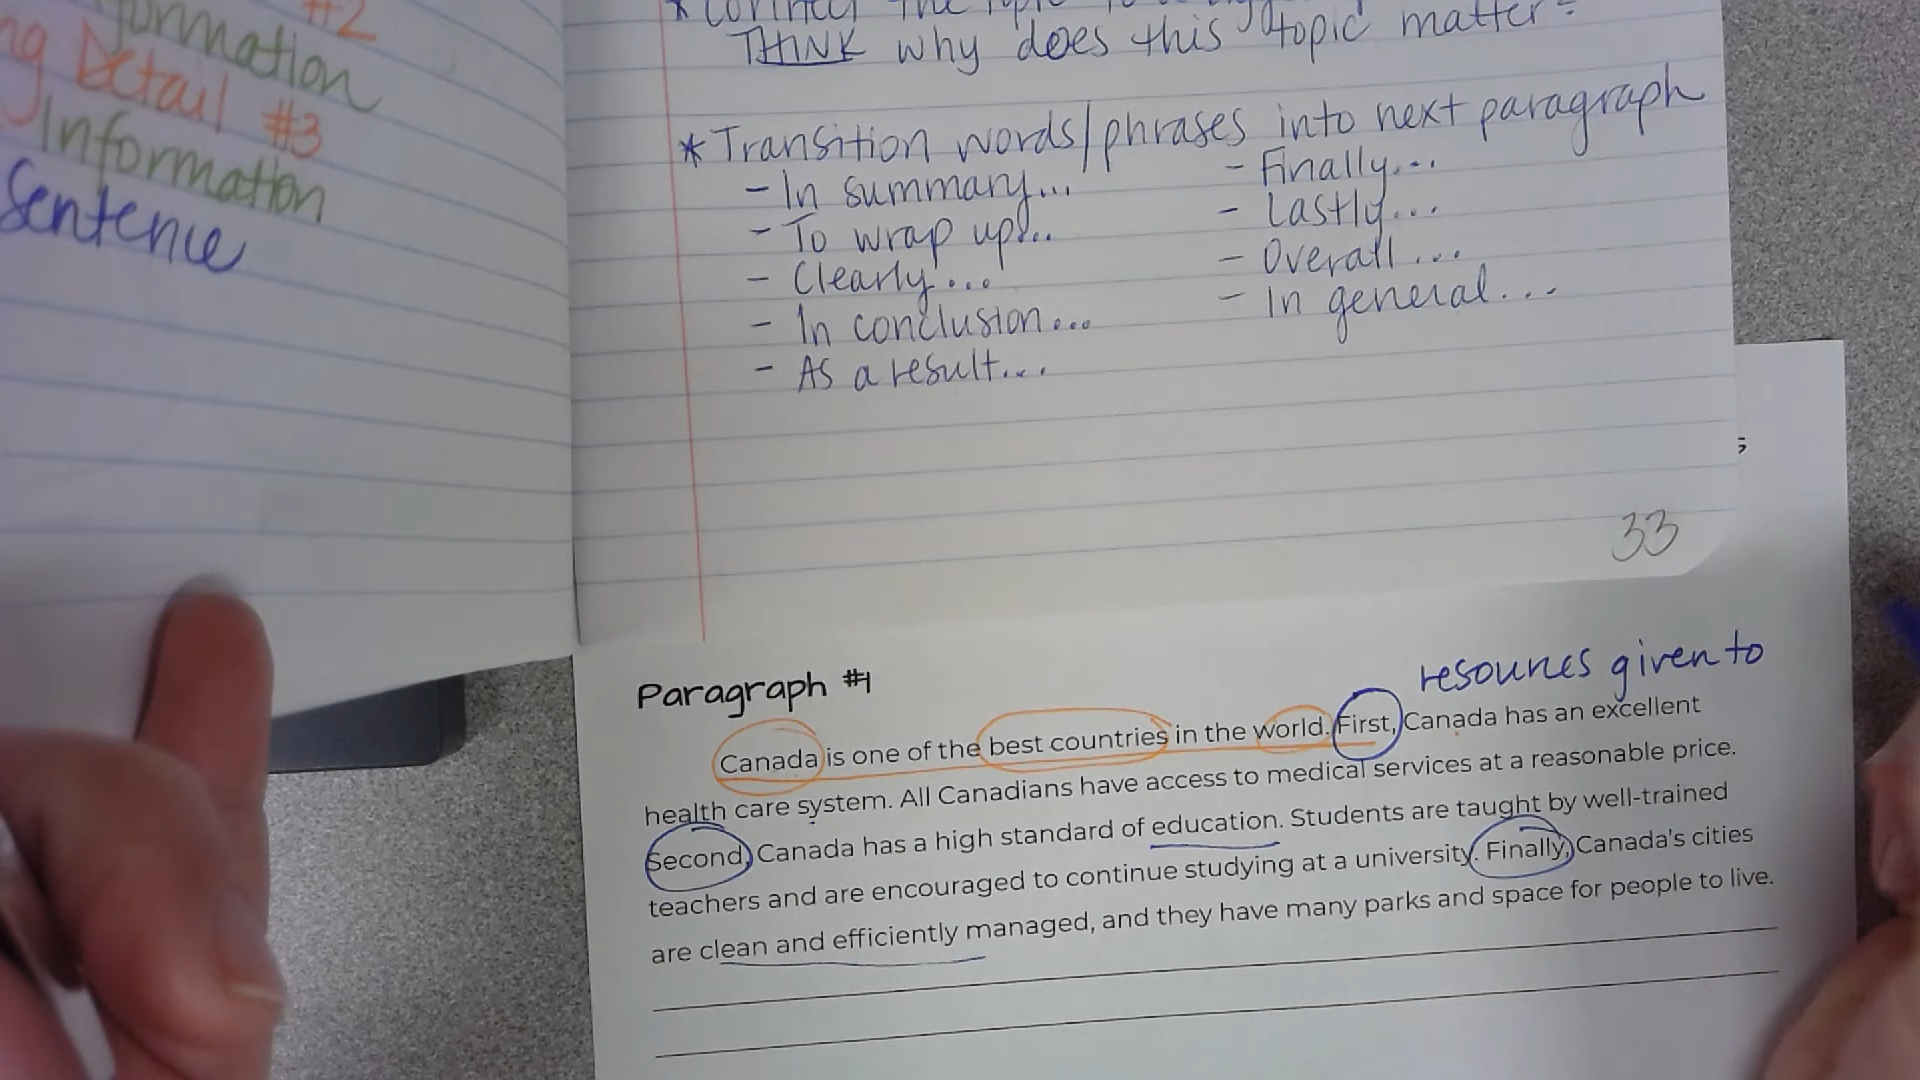 #2
Information
Detail #3
Information
Sentence
THINK why does this topic matter?
*Transition words/phrases into next paragraph
- In summary...
- To wrap up...
- Clearly...
- In conclusion...
- As a result...
- Finally...
- Lastly...
- Overall...
- In general...
33
resources given to
Paragraph #1
Canada is one of the best countries in the world. First, Canada has an excellent
health care system. All Canadians have access to medical services at a reasonable price.
Second, Canada has a high standard of education. Students are taught by well-trained
teachers and are encouraged to continue studying at a university. Finally, Canada's cities
are clean and efficiently managed, and they have many parks and space for people to live.